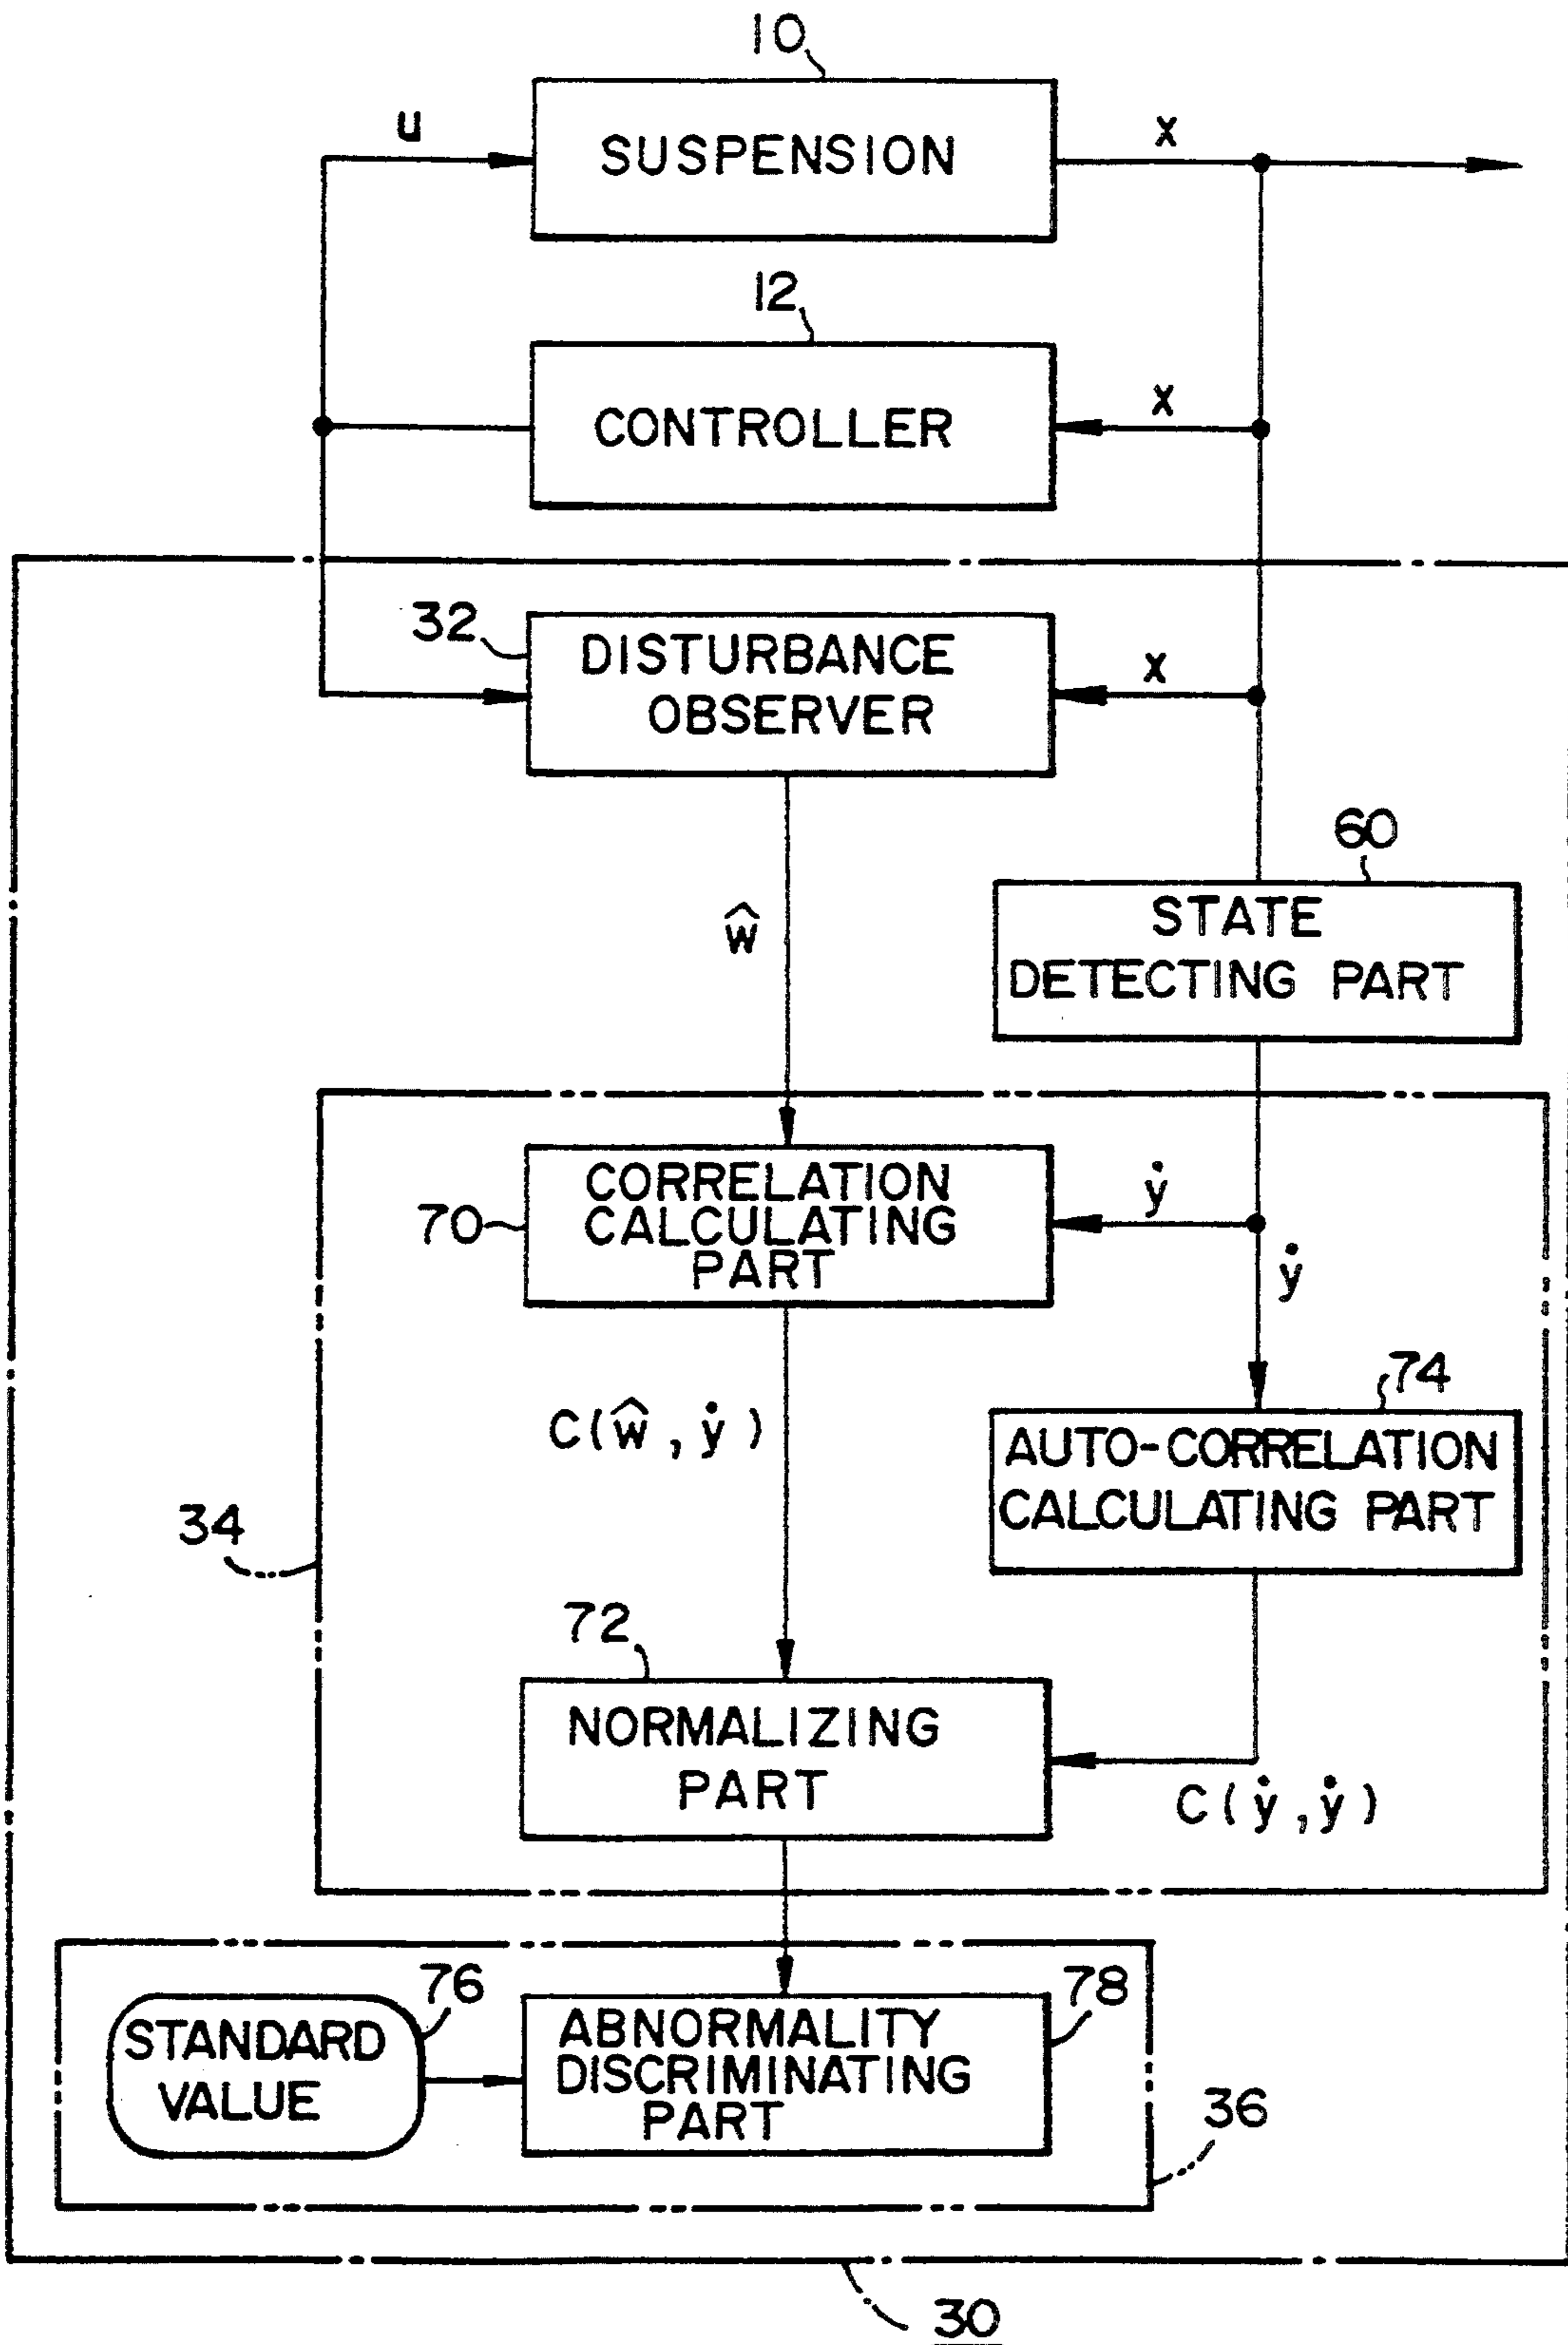 10
u
SUSPENSION
x
12
CONTROLLER
x
32
DISTURBANCE
OBSERVER
x
60
ŵ
STATE
DETECTING PART
70
CORRELATION
CALCULATING
PART
ẏ
ẏ
C(ŵ, ẏ)
74
AUTO-CORRELATION
CALCULATING PART
34
72
NORMALIZING
PART
C(ẏ, ẏ)
76
STANDARD
VALUE
78
ABNORMALITY
DISCRIMINATING
PART
36
30